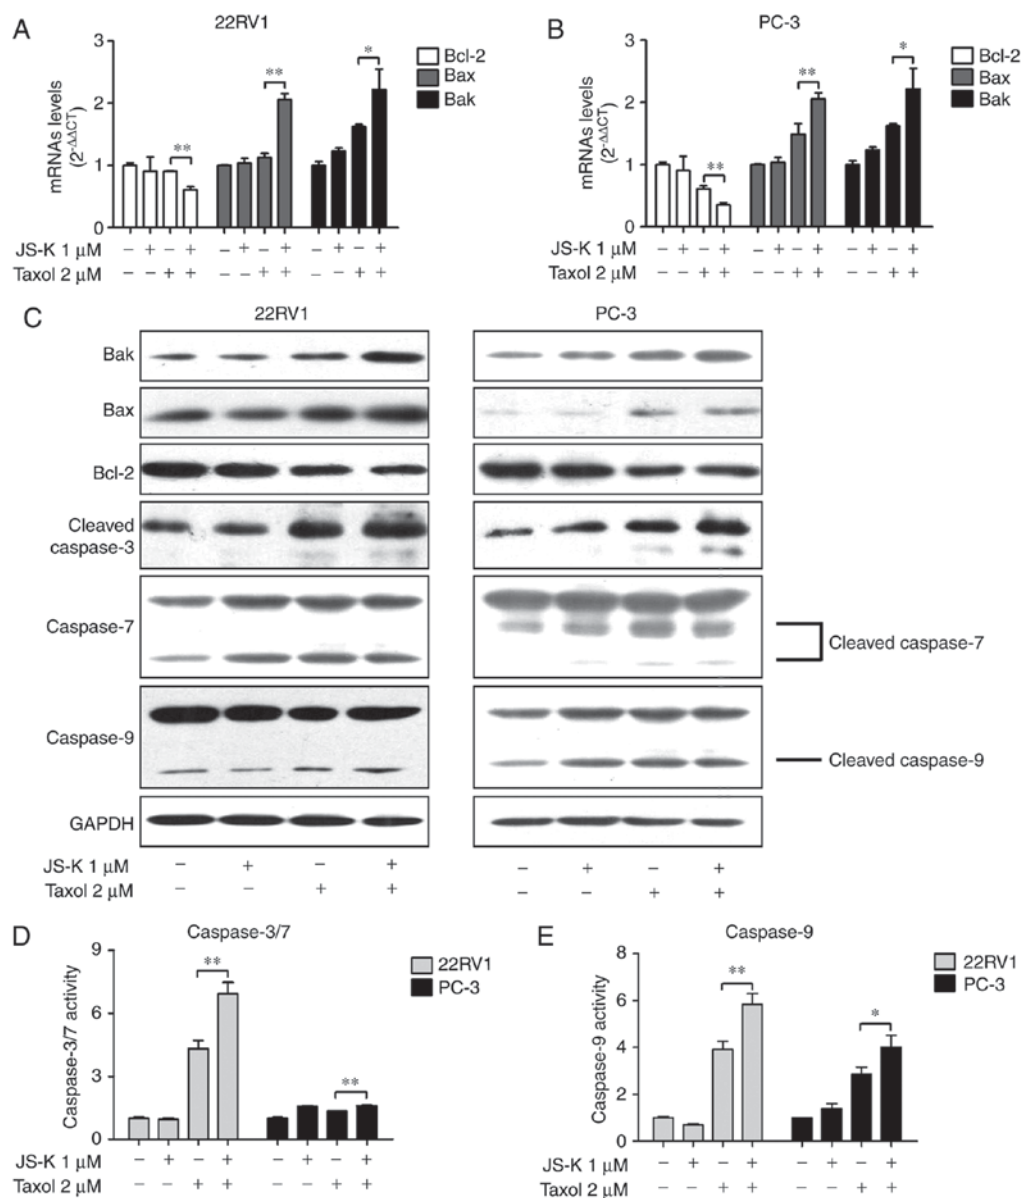 A
22RV1
3
2
1
0
mRNAs levels
(2-ΔΔCT)
** ** *
Bcl-2
Bax
Bak
JS-K 1 μM – + – + – + – + – + – +
Taxol 2 μM – – + + – – + + – – + +
B
PC-3
3
2
1
0
mRNAs levels
(2-ΔΔCT)
** ** *
Bcl-2
Bax
Bak
JS-K 1 μM – + – + – + – + – + – +
Taxol 2 μM – – + + – – + + – – + +
C
22RV1 PC-3
Bak
Bax
Bcl-2
Cleaved
caspase-3
Caspase-7
Cleaved caspase-7
Caspase-9
Cleaved caspase-9
GAPDH
JS-K 1 μM – + – + – + – +
Taxol 2 μM – – + + – – + +
D
Caspase-3/7
9
6
3
0
Caspase-3/7 activity
** **
22RV1
PC-3
JS-K 1 μM – + – + – + – +
Taxol 2 μM – – + + – – + +
E
Caspase-9
8
6
4
2
0
Caspase-9 activity
** *
22RV1
PC-3
JS-K 1 μM – + – + – + – +
Taxol 2 μM – – + + – – + +